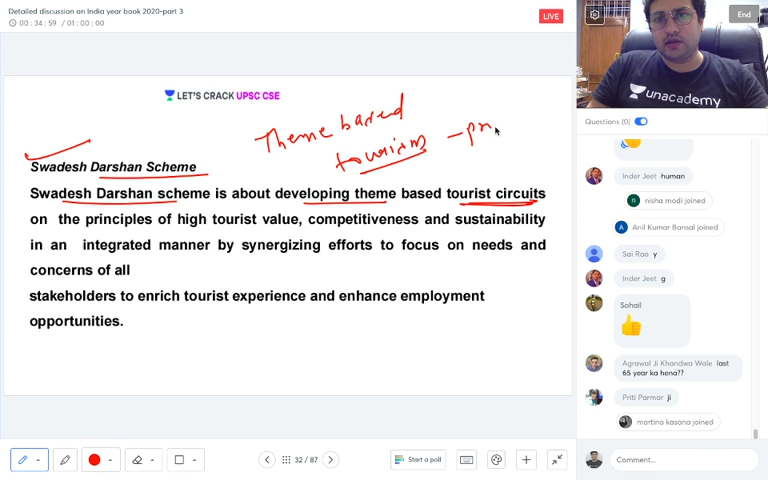 Detailed discussion on India year book 2020-part 3
00 : 34 : 59 / 01 : 00 : 00
LIVE
End
LET'S CRACK UPSC CSE
unacademy
Theme based
tourism - pr
Swadesh Darshan Scheme
Swadesh Darshan scheme is about developing theme based tourist circuits
on the principles of high tourist value, competitiveness and sustainability
in an integrated manner by synergizing efforts to focus on needs and
concerns of all
stakeholders to enrich tourist experience and enhance employment
opportunities.
Questions (0)
Inder Jeet human
n nisha modi joined
A Anil Kumar Bansal joined
Sai Rao y
Inder Jeet g
Sohail
Agrawal Ji Khandwa Wale last
65 year ka hena??
Priti Parmar ji
martina kasana joined
32 / 87
Start a poll
Comment...